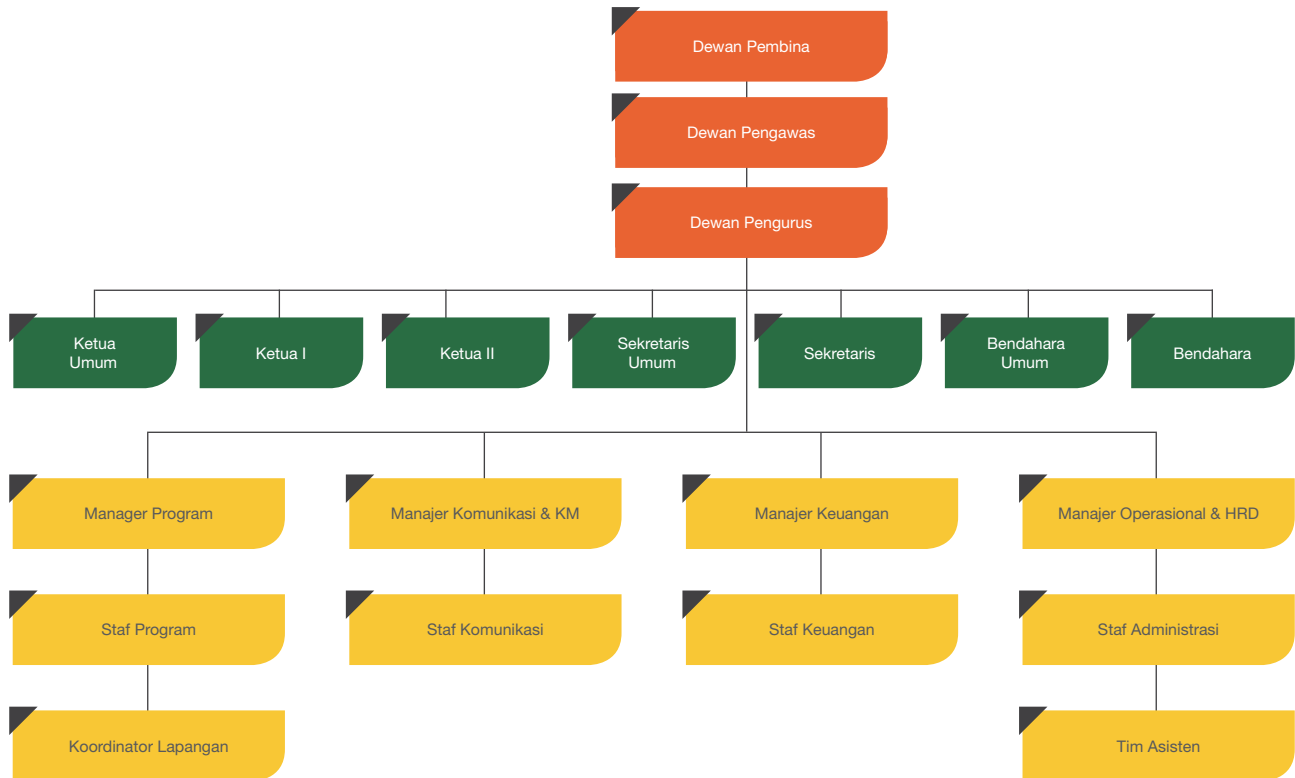 Dewan Pembina
Dewan Pengawas
Dewan Pengurus
Ketua
Umum
Ketua I
Ketua II
Sekretaris
Umum
Sekretaris
Bendahara
Umum
Bendahara
Manager Program
Manajer Komunikasi & KM
Manajer Keuangan
Manajer Operasional & HRD
Staf Program
Staf Komunikasi
Staf Keuangan
Staf Administrasi
Koordinator Lapangan
Tim Asisten